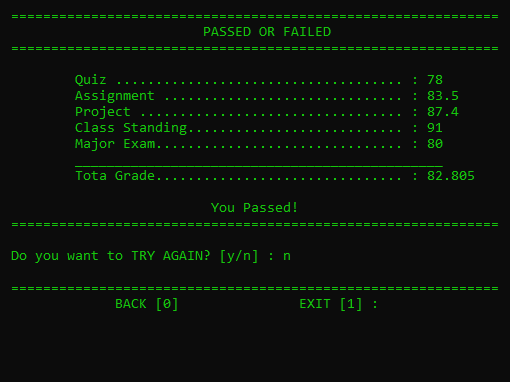 =============================================================
PASSED OR FAILED
=============================================================
Quiz .................................... : 78
Assignment .............................. : 83.5
Project ................................. : 87.4
Class Standing........................... : 91
Major Exam............................... : 80
______________________________________________
Tota Grade............................... : 82.805
You Passed!
=============================================================
Do you want to TRY AGAIN? [y/n] : n
=============================================================
BACK [0] EXIT [1] :